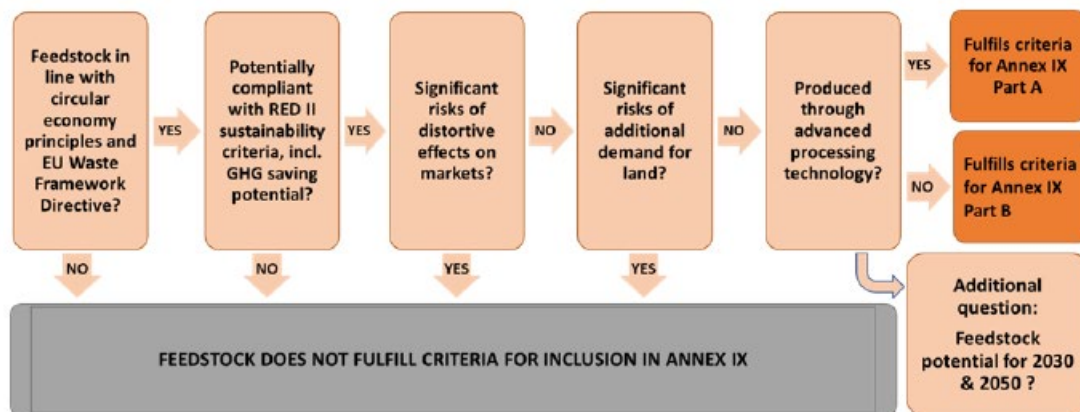 Feedstock in
line with
circular
economy
principles and
EU Waste
Framework
Directive?
YES
Potentially
compliant
with RED II
sustainability
criteria, incl.
GHG saving
potential?
YES
Significant
risks of
distortive
effects on
markets?
NO
Significant
risks of
additional
demand for
land?
NO
Produced
through
advanced
processing
technology?
YES
Fulfils criteria
for Annex IX
Part A
NO
Fulfills criteria
for Annex IX
Part B
NO
NO
YES
YES
FEEDSTOCK DOES NOT FULFILL CRITERIA FOR INCLUSION IN ANNEX IX
Additional
question:
Feedstock
potential for 2030
& 2050 ?